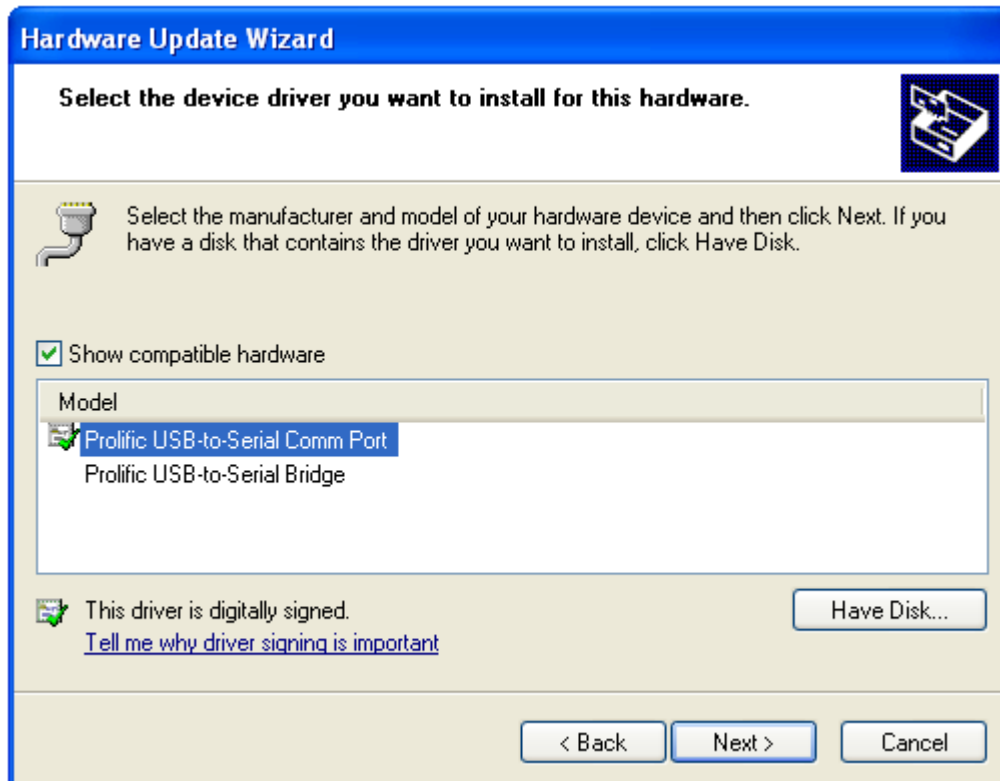 Hardware Update Wizard
Select the device driver you want to install for this hardware.
Select the manufacturer and model of your hardware device and then click Next. If you
have a disk that contains the driver you want to install, click Have Disk.
Show compatible hardware
Model
Prolific USB-to-Serial Comm Port
Prolific USB-to-Serial Bridge
This driver is digitally signed.
Have Disk...
Tell me why driver signing is important
< Back
Next >
Cancel